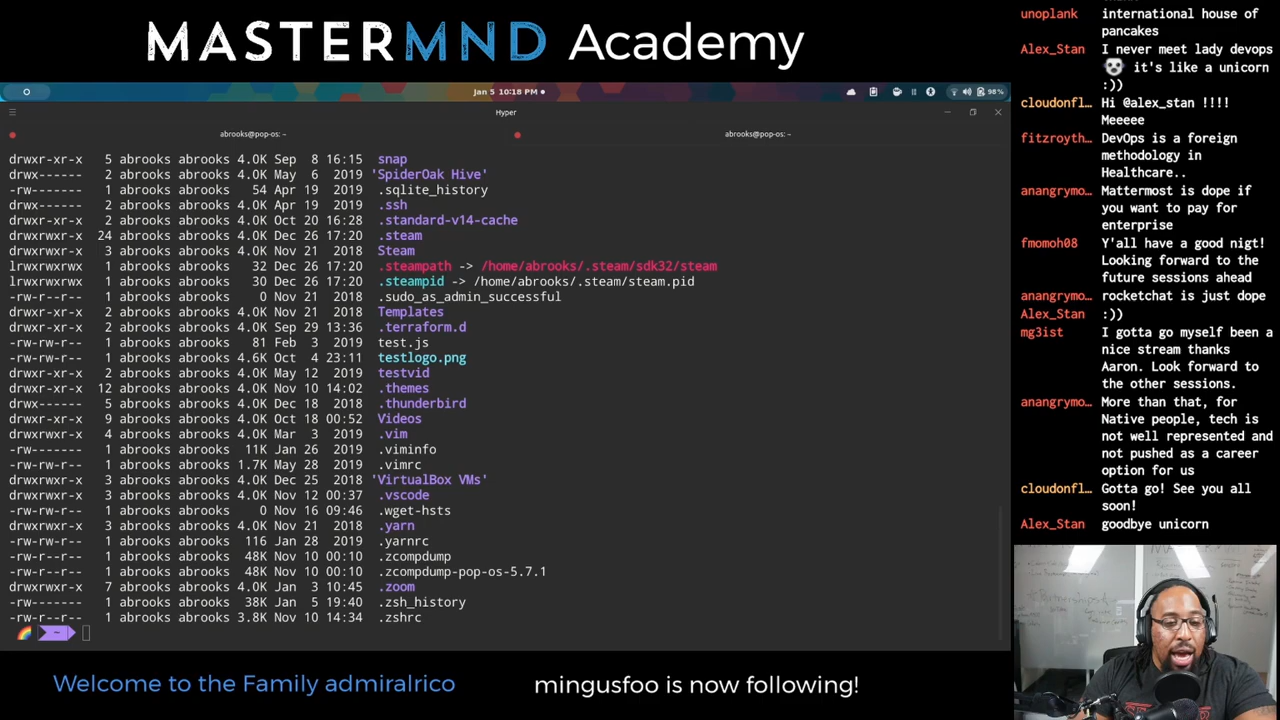 MASTERMND Academy
Jan 5 10:18 PM
98%
Hyper
abrooks@pop-os: ~
abrooks@pop-os: ~
drwxr-xr-x 5 abrooks abrooks 4.0K Sep 8 16:15 snap
drwx------ 2 abrooks abrooks 4.0K May 6 2019 'SpiderOak Hive'
-rw------- 1 abrooks abrooks 54 Apr 19 2019 .sqlite_history
drwx------ 2 abrooks abrooks 4.0K Apr 19 2019 .ssh
drwxr-xr-x 2 abrooks abrooks 4.0K Oct 20 16:28 .standard-v14-cache
drwxrwxr-x 24 abrooks abrooks 4.0K Dec 26 17:20 .steam
drwxrwxr-x 3 abrooks abrooks 4.0K Nov 21 2018 Steam
lrwxrwxrwx 1 abrooks abrooks 32 Dec 26 17:20 .steampath -> /home/abrooks/.steam/sdk32/steam
lrwxrwxrwx 1 abrooks abrooks 30 Dec 26 17:20 .steampid -> /home/abrooks/.steam/steam.pid
-rw-r--r-- 1 abrooks abrooks 0 Nov 21 2018 .sudo_as_admin_successful
drwxr-xr-x 2 abrooks abrooks 4.0K Nov 21 2018 Templates
drwxr-xr-x 2 abrooks abrooks 4.0K Sep 29 13:36 .terraform.d
-rw-rw-r-- 1 abrooks abrooks 81 Feb 3 2019 test.js
-rw-rw-r-- 1 abrooks abrooks 4.6K Oct 4 23:11 testlogo.png
drwxrwxr-x 2 abrooks abrooks 4.0K May 12 2019 testvid
drwxrwxr-x 12 abrooks abrooks 4.0K Nov 10 14:02 .themes
drwx------ 5 abrooks abrooks 4.0K Dec 18 2018 .thunderbird
drwxr-xr-x 9 abrooks abrooks 4.0K Oct 18 00:52 Videos
drwxrwxr-x 4 abrooks abrooks 4.0K Mar 3 2019 .vim
-rw------- 1 abrooks abrooks 11K Jan 26 2019 .viminfo
-rw-rw-r-- 1 abrooks abrooks 1.7K May 28 2019 .vimrc
drwxrwxr-x 3 abrooks abrooks 4.0K Dec 25 2018 'VirtualBox VMs'
drwxrwxr-x 3 abrooks abrooks 4.0K Nov 12 00:37 .vscode
-rw-rw-r-- 1 abrooks abrooks 0 Nov 16 09:46 .wget-hsts
drwxrwxr-x 3 abrooks abrooks 4.0K Nov 21 2018 .yarn
-rw-rw-r-- 1 abrooks abrooks 116 Jan 28 2019 .yarnrc
-rw-rw-r-- 1 abrooks abrooks 48K Nov 10 00:10 .zcompdump
-rw-r--r-- 1 abrooks abrooks 48K Nov 10 00:10 .zcompdump-pop-os-5.7.1
drwxrwxr-x 7 abrooks abrooks 4.0K Jan 3 10:45 .zoom
-rw------- 1 abrooks abrooks 38K Jan 5 19:40 .zsh_history
-rw-r--r-- 1 abrooks abrooks 3.8K Nov 10 14:34 .zshrc
~
unoplank international house of
pancakes
Alex_Stan I never meet lady devops
it's like a unicorn
:))
cloudonfl… Hi @alex_stan !!!!
Meeeee
fitzroyth… DevOps is a foreign
methodology in
Healthcare..
anangrymo… Mattermost is dope if
you want to pay for
enterprise
fmomoh08 Y'all have a good nigt!
Looking forward to the
future sessions ahead
anangrymo… rocketchat is just dope
Alex_Stan :))
mg3ist I gotta go myself been a
nice stream thanks
Aaron. Look forward to
the other sessions.
anangrymo… More than that, for
Native people, tech is
not well represented and
not pushed as a career
option for us
cloudonfl… Gotta go! See you all
soon!
Alex_Stan goodbye unicorn
Welcome to the Family admiralrico
mingusfoo is now following!